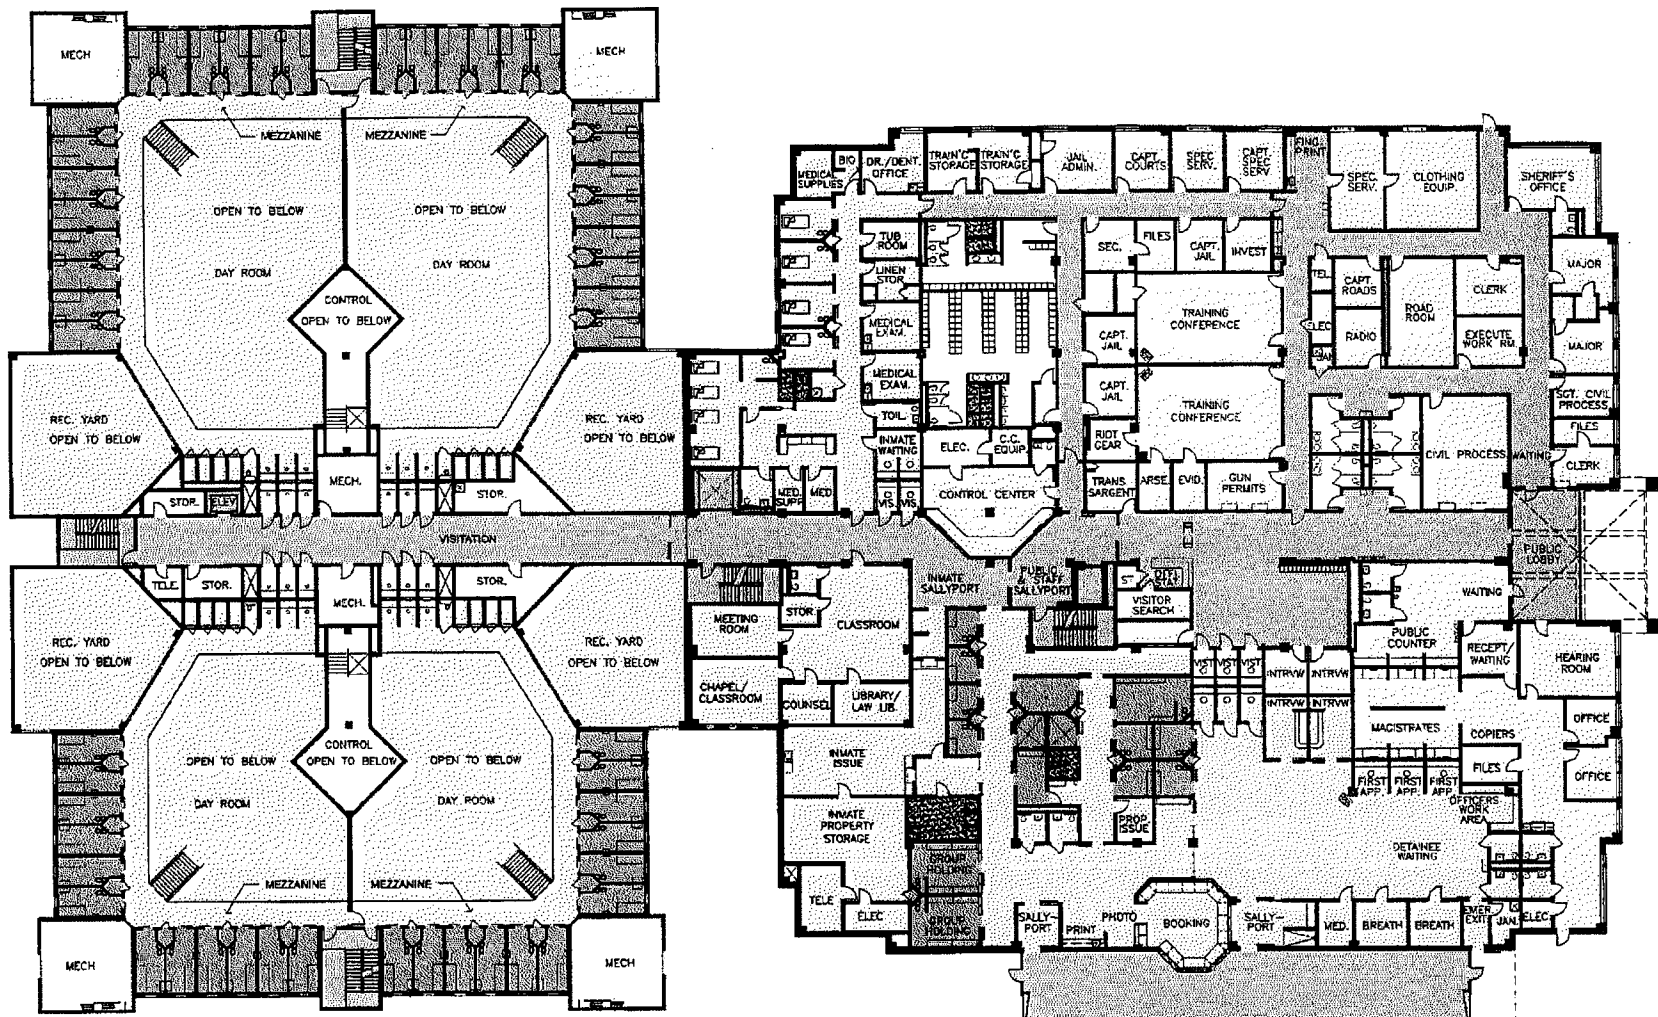 MECH
MECH
MEZZANINE
MEZZANINE
OPEN TO BELOW
OPEN TO BELOW
DAY ROOM
DAY ROOM
CONTROL
OPEN TO BELOW
REC. YARD
OPEN TO BELOW
REC. YARD
OPEN TO BELOW
MECH.
STOR.
ELEV.
STOR.
VISITATION
TELE.
STOR.
MECH.
STOR.
REC. YARD
OPEN TO BELOW
REC. YARD
OPEN TO BELOW
CONTROL
OPEN TO BELOW
OPEN TO BELOW
OPEN TO BELOW
DAY ROOM
DAY ROOM
MEZZANINE
MEZZANINE
MECH
MECH
MEDICAL
SUPPLIES
BIO
DR./DENT.
OFFICE
TRAIN'G
STORAGE
TRAIN'G
STORAGE
JAIL
ADMIN.
CAPT.
COURTS
SPEC.
SERV.
CAPT.
SPEC.
SERV.
FING.
PRINT
SPEC.
SERV.
CLOTHING
EQUIP.
SHERIFF'S
OFFICE
TUB
ROOM
LINEN
STOR.
MEDICAL
EXAM.
MEDICAL
EXAM.
TOIL.
INMATE
WAITING
MED.
SUPP
MED.
VIS.
VIS.
ELEC.
C.C.
EQUIP.
CONTROL CENTER
SEC.
FILES
CAPT.
JAIL
INVEST
TRAINING
CONFERENCE
CAPT.
JAIL
CAPT.
JAIL
TRAINING
CONFERENCE
RIOT
GEAR
TRANS
SARGENT
ARSE.
EVID.
GUN
PERMITS
TEL.
ELEC.
JAN.
CAPT.
ROADS
RADIO
ROAD
ROOM
CLERK
EXECUTE
WORK RM.
MAJOR
MAJOR
SGT. CIVIL
PROCESS
FILES
CLERK
CIVIL PROCESS
WAITING
PUBLIC
LOBBY
INMATE
SALLYPORT
PUBLIC
& STAFF
SALLYPORT
ST.
VISITOR
SEARCH
MEETING
ROOM
STOR.
CLASSROOM
CHAPEL/
CLASSROOM
COUNSEL
LIBRARY/
LAW LIB.
INMATE
ISSUE
INMATE
PROPERTY
STORAGE
TELE
ELEC
GROUP
HOLDING
GROUP
HOLDING
PROP.
ISSUE
VIST
VIST
VIST
INTRVW
INTRVW
INTRVW
INTRVW
WAITING
PUBLIC
COUNTER
RECEPT/
WAITING
HEARING
ROOM
MAGISTRATES
COPIERS
OFFICE
OFFICE
FILES
FIRST
APP.
FIRST
APP.
FIRST
APP.
OFFICERS
WORK
AREA
DETAINEE
WAITING
SALLY-
PORT
PRINT
PHOTO
BOOKING
SALLY-
PORT
MED.
BREATH
BREATH
EMER.
EXIT
JAN.
ELEC